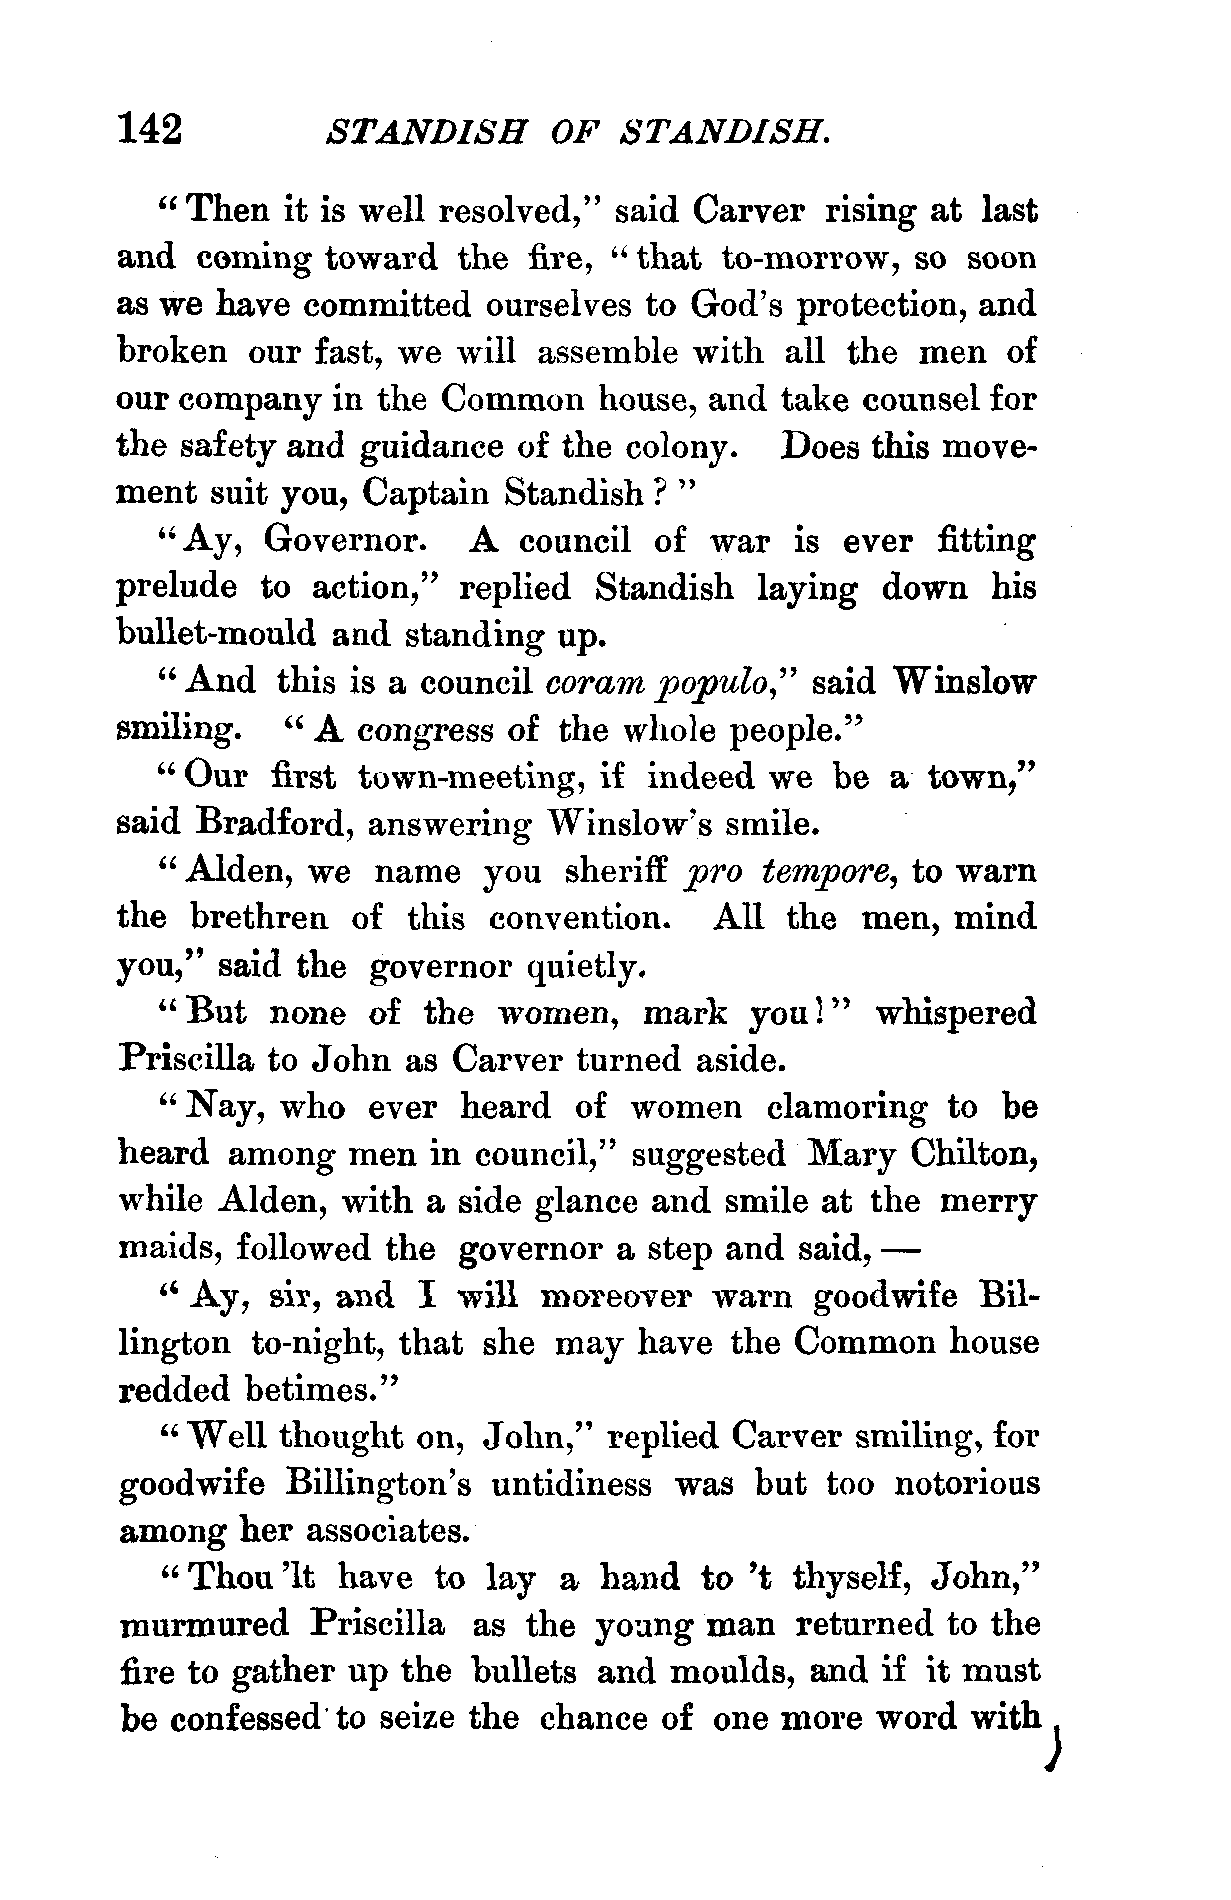 142 STANDISH OF STANDISH.
“Then it is well resolved,” said Carver rising at last
and coming toward the fire, “that to-morrow, so soon
as we have committed ourselves to God’s protection, and
broken our fast, we will assemble with all the men of
our company in the Common house, and take counsel for
the safety and guidance of the colony. Does this move-
ment suit you, Captain Standish?”
“Ay, Governor. A council of war is ever fitting
prelude to action,” replied Standish laying down his
bullet-mould and standing up.
“And this is a council coram populo,” said Winslow
smiling. “A congress of the whole people.”
“Our first town-meeting, if indeed we be a town,”
said Bradford, answering Winslow’s smile.
“Alden, we name you sheriff pro tempore, to warn
the brethren of this convention. All the men, mind
you,” said the governor quietly.
“But none of the women, mark you!” whispered
Priscilla to John as Carver turned aside.
“Nay, who ever heard of women clamoring to be
heard among men in council,” suggested Mary Chilton,
while Alden, with a side glance and smile at the merry
maids, followed the governor a step and said, —
“Ay, sir, and I will moreover warn goodwife Bil-
lington to-night, that she may have the Common house
redded betimes.”
“Well thought on, John,” replied Carver smiling, for
goodwife Billington’s untidiness was but too notorious
among her associates.
“Thou ’lt have to lay a hand to ’t thyself, John,”
murmured Priscilla as the young man returned to the
fire to gather up the bullets and moulds, and if it must
be confessed to seize the chance of one more word with